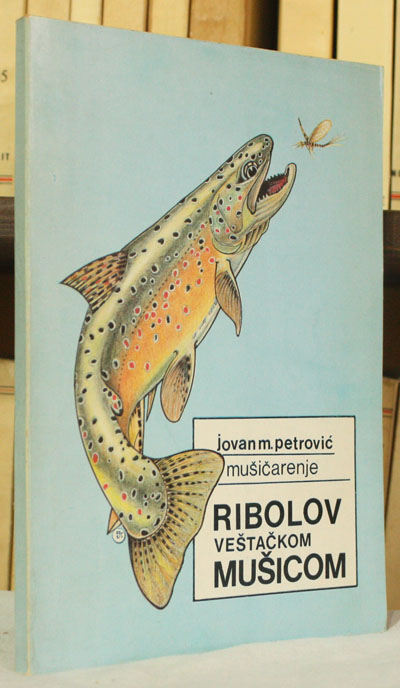 jovan m. petrović
mušičarenje
RIBOLOV
VEŠTAČKOM
MUŠICOM